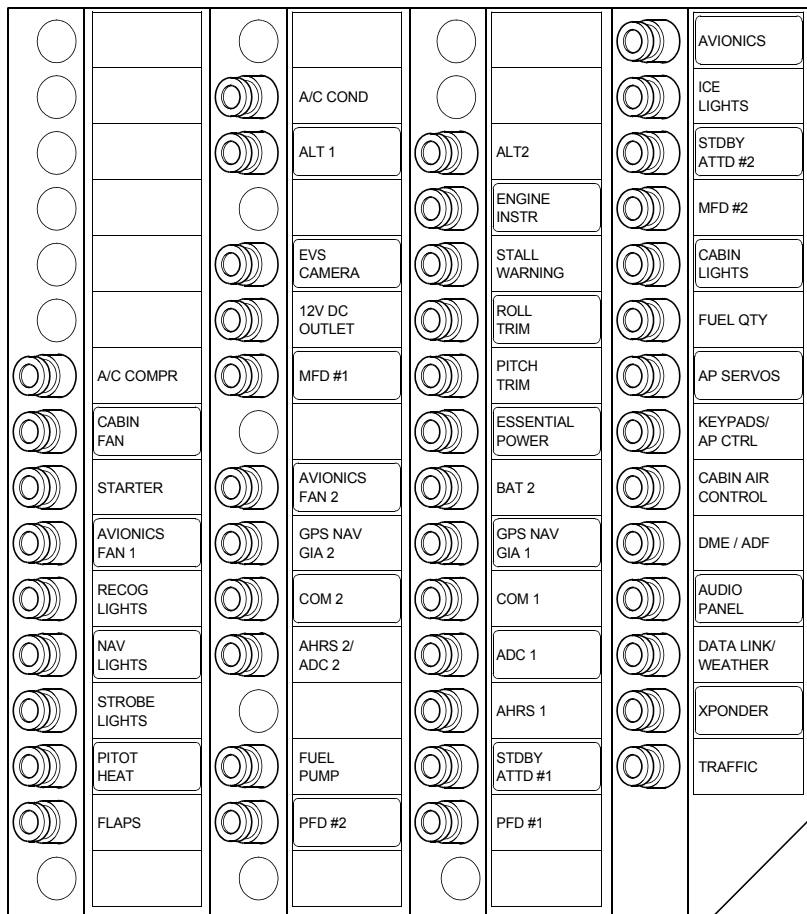 A/C COMPR
CABIN
FAN
STARTER
AVIONICS
FAN 1
RECOG
LIGHTS
NAV
LIGHTS
STROBE
LIGHTS
PITOT
HEAT
FLAPS
A/C COND
ALT 1
EVS
CAMERA
12V DC
OUTLET
MFD #1
AVIONICS
FAN 2
GPS NAV
GIA 2
COM 2
AHRS 2/
ADC 2
FUEL
PUMP
PFD #2
ALT2
ENGINE
INSTR
STALL
WARNING
ROLL
TRIM
PITCH
TRIM
ESSENTIAL
POWER
BAT 2
GPS NAV
GIA 1
COM 1
ADC 1
AHRS 1
STDBY
ATTD #1
PFD #1
AVIONICS
ICE
LIGHTS
STDBY
ATTD #2
MFD #2
CABIN
LIGHTS
FUEL QTY
AP SERVOS
KEYPADS/
AP CTRL
CABIN AIR
CONTROL
DME / ADF
AUDIO
PANEL
DATA LINK/
WEATHER
XPONDER
TRAFFIC